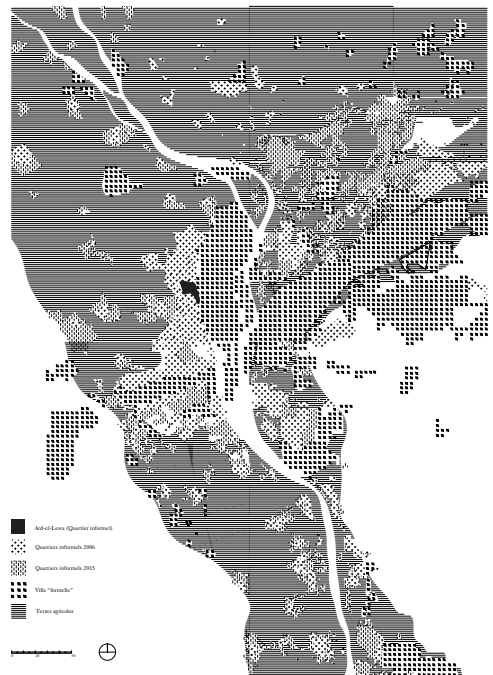 Ard-el-Lewa (Quartier informel)
Quartiers informels 2006
Quartiers informels 2015
Ville "formelle"
Terres agricoles